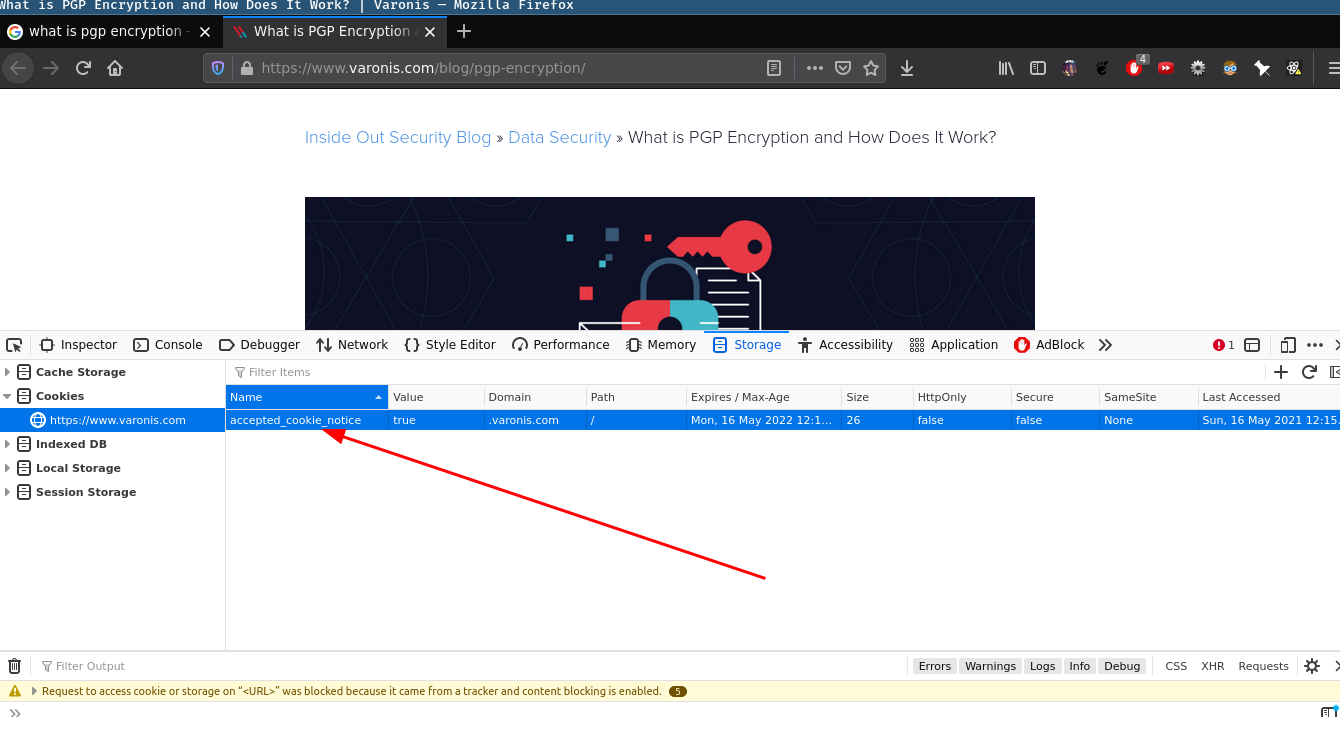 What is PGP Encryption and How Does It Work? | Varonis — Mozilla Firefox
what is pgp encryption -
What is PGP Encryption a
https://www.varonis.com/blog/pgp-encryption/
4
Inside Out Security Blog » Data Security » What is PGP Encryption and How Does It Work?
Inspector Console Debugger Network Style Editor Performance Memory Storage Accessibility Application AdBlock 1
Cache Storage
Filter Items
Cookies
Name Value Domain Path Expires / Max-Age Size HttpOnly Secure SameSite Last Accessed
https://www.varonis.com
accepted_cookie_notice true .varonis.com / Mon, 16 May 2022 12:1... 26 false false None Sun, 16 May 2021 12:15.
Indexed DB
Local Storage
Session Storage
Filter Output
Errors Warnings Logs Info Debug CSS XHR Requests
Request to access cookie or storage on “<URL>” was blocked because it came from a tracker and content blocking is enabled. 5